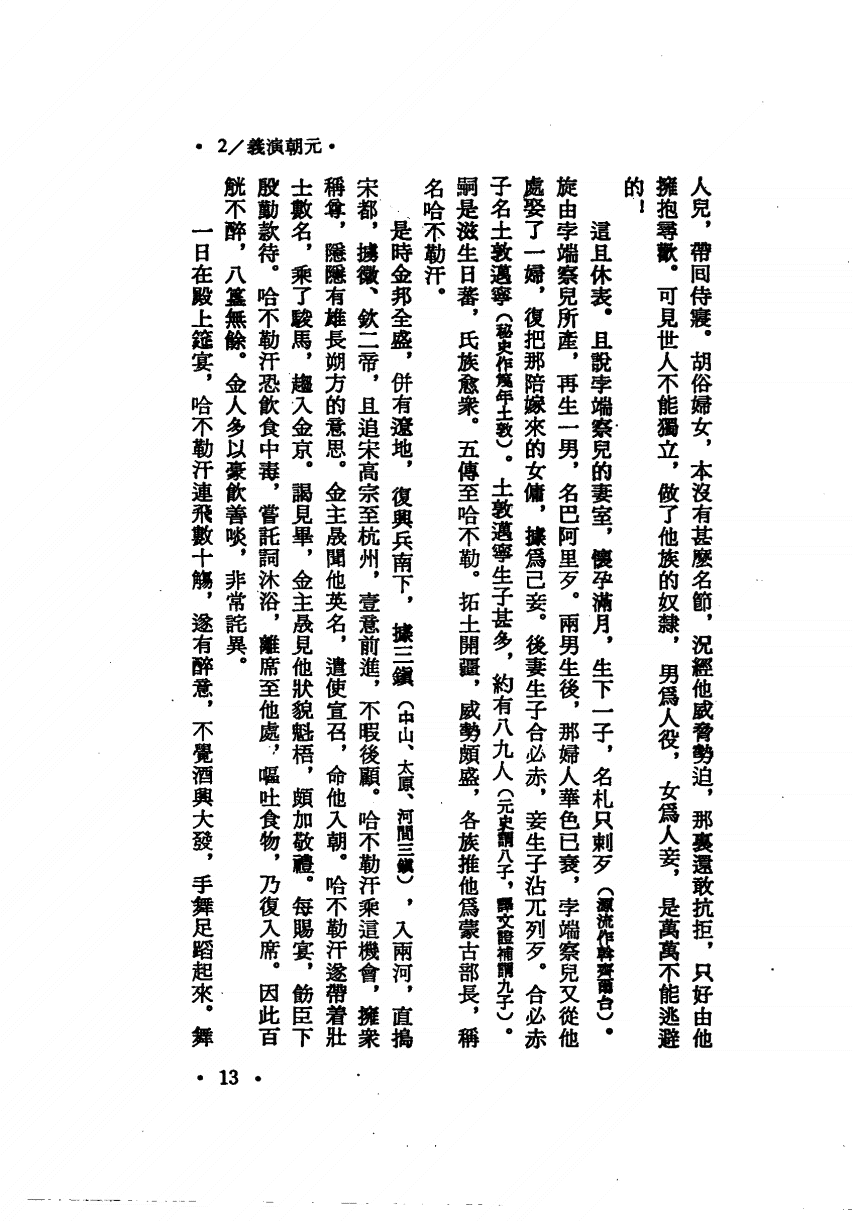 •元朝演義／2•
人兒，帶回侍寢。胡俗婦女，本沒有甚麼名節，況經他威脅勢迫，那裏還敢抗拒，只好由他
擁抱尋歡。可見世人不能獨立，做了他族的奴隸，男爲人役，女爲人妾，是萬萬不能逃避
的！
這且休表。且說孛端察兒的妻室，懷孕滿月，生下一子，名札只剌歹（源流作斡齊爾台）。
旋由孛端察兒所產，再生一男，名巴阿里歹。兩男生後，那婦人華色已衰，孛端察兒又從他
處娶了一婦，復把那陪嫁來的女傭，據爲己妾。後妻生子合必赤，妾生子沾兀列歹。合必赤
子名土敦邁寧（秘史作篾年土敦）。土敦邁寧生子甚多，約有八九人（元史謂八子，譯文證補謂九子）。
嗣是滋生日蕃，氏族愈衆。五傳至哈不勒。拓土開疆，威勢頗盛，各族推他爲蒙古部長，稱
名哈不勒汗。
是時金邦全盛，併有遼地，復興兵南下，據三鎮（中山、太原、河間三鎮），入兩河，直搗
宋都，擄徽、欽二帝，且追宋高宗至杭州，壹意前進，不暇後顧。哈不勒汗乘這機會，擁衆
稱尊，隱隱有雄長朔方的意思。金主晟聞他英名，遣使宣召，命他入朝。哈不勒汗遂帶着壯
士數名，乘了駿馬，趨入金京。謁見畢，金主晟見他狀貌魁梧，頗加敬禮。每賜宴，飭臣下
殷勤款待。哈不勒汗恐飲食中毒，嘗託詞沐浴，離席至他處，嘔吐食物，乃復入席。因此百
觥不醉，八簋無餘。金人多以豪飲善啖，非常詫異。
一日在殿上筵宴，哈不勒汗連飛數十觴，遂有醉意，不覺酒興大發，手舞足蹈起來。舞
•13•